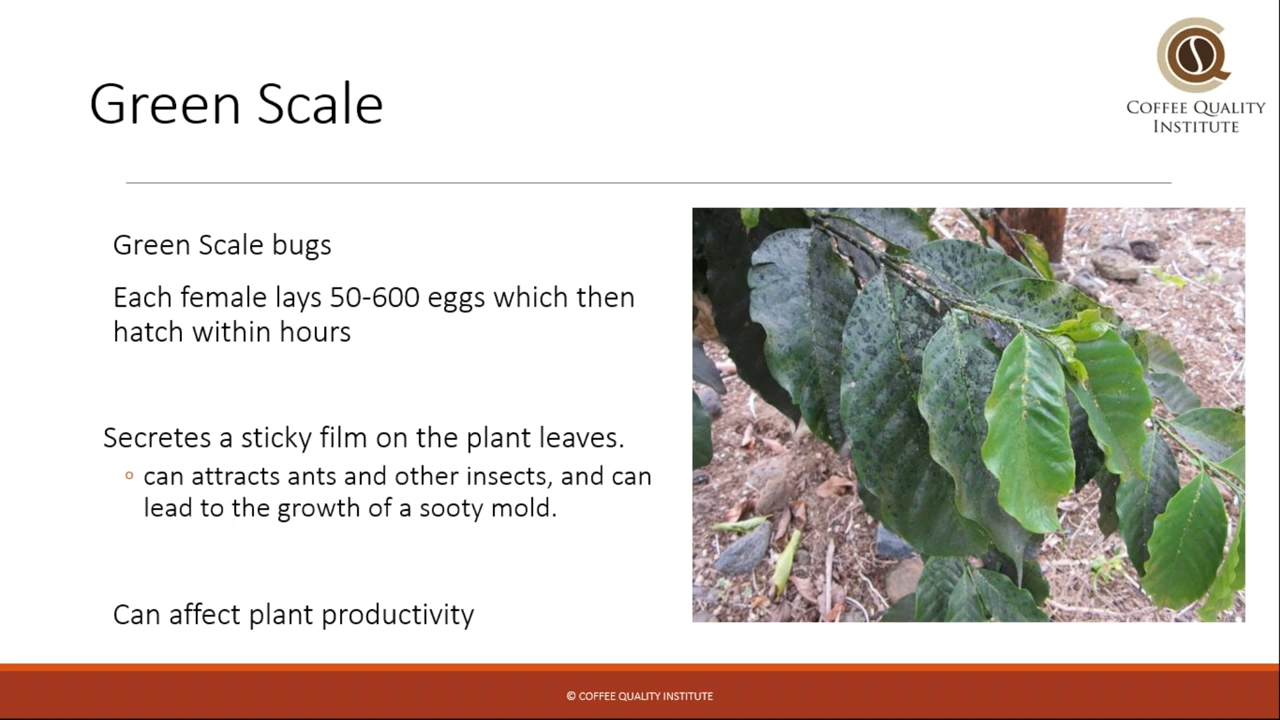 Green Scale
COFFEE QUALITY
INSTITUTE
Green Scale bugs
Each female lays 50-600 eggs which then
hatch within hours
Secretes a sticky film on the plant leaves.
can attracts ants and other insects, and can
lead to the growth of a sooty mold.
Can affect plant productivity
© COFFEE QUALITY INSTITUTE